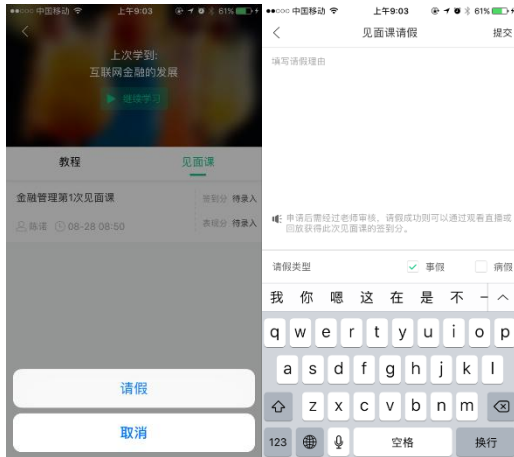 中国移动 上午9:03 61%
上次学到:
互联网金融的发展
继续学习
教程 见面课
金融管理第1次见面课
签到分 待录入
陈诺 08-28 08:50
表现分 待录入
请假
取消
中国移动 上午9:03 61%
见面课请假 提交
填写请假理由
申请后需经过老师审核，请假成功则可以通过观看直播或
回放获得此次见面课的签到分。
请假类型 事假 病假
我 你 嗯 这 在 是 不 一
q w e r t y u i o p
a s d f g h j k l
z x c v b n m
123 空格 换行